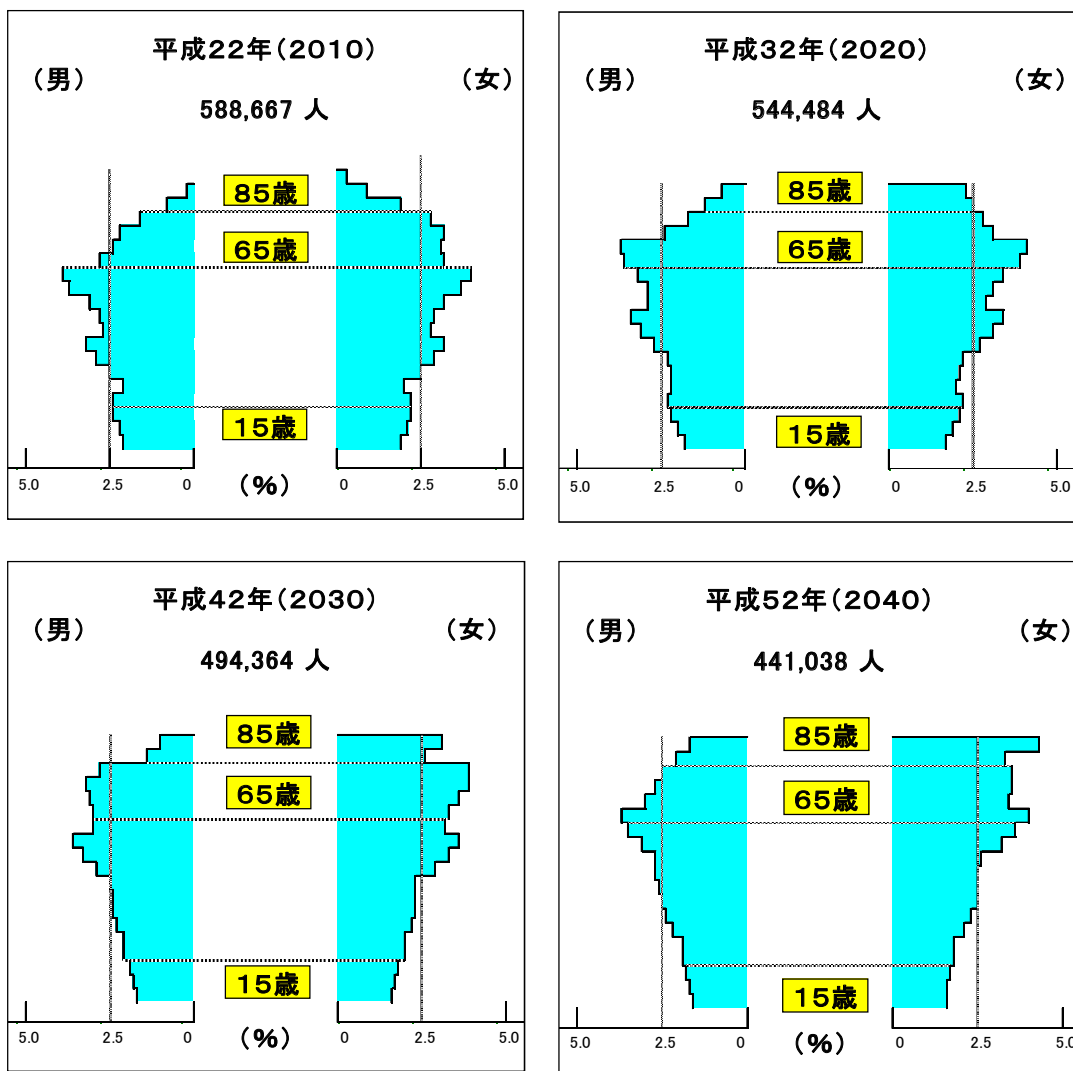 平成22年(2010)
(男)
(女)
588,667 人
85歳
65歳
15歳
5.0 2.5 0 (%) 0 2.5 5.0
平成32年(2020)
(男)
(女)
544,484 人
85歳
65歳
15歳
5.0 2.5 0 (%) 0 2.5 5.0
平成42年(2030)
(男)
(女)
494,364 人
85歳
65歳
15歳
5.0 2.5 0 (%) 0 2.5 5.0
平成52年(2040)
(男)
(女)
441,038 人
85歳
65歳
15歳
5.0 2.5 0 (%) 0 2.5 5.0